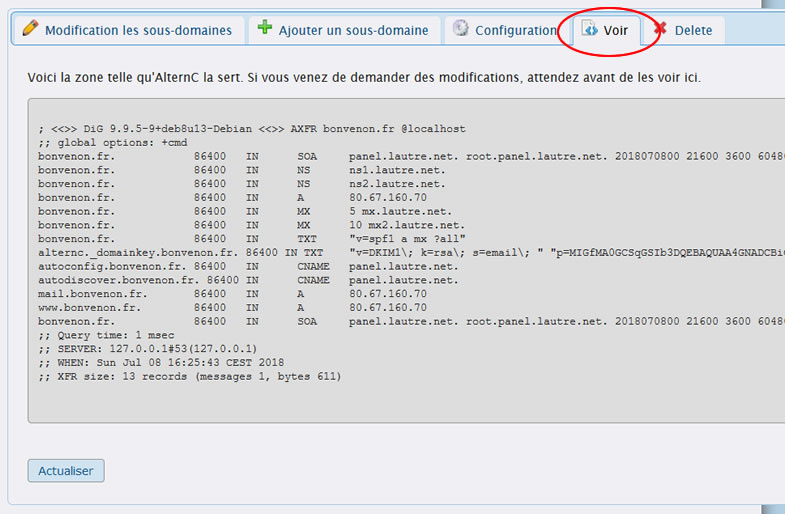 Modification les sous-domaines Ajouter un sous-domaine Configuration Voir Delete
Voici la zone telle qu'AlternC la sert. Si vous venez de demander des modifications, attendez avant de les voir ici.
; <<>> DiG 9.9.5-9+deb8u13-Debian <<>> AXFR bonvenon.fr @localhost
;; global options: +cmd
bonvenon.fr. 86400 IN SOA panel.lautre.net. root.panel.lautre.net. 2018070800 21600 3600 6048
bonvenon.fr. 86400 IN NS ns1.lautre.net.
bonvenon.fr. 86400 IN NS ns2.lautre.net.
bonvenon.fr. 86400 IN A 80.67.160.70
bonvenon.fr. 86400 IN MX 5 mx.lautre.net.
bonvenon.fr. 86400 IN MX 10 mx2.lautre.net.
bonvenon.fr. 86400 IN TXT "v=spf1 a mx ?all"
alternc._domainkey.bonvenon.fr. 86400 IN TXT "v=DKIM1\; k=rsa\; s=email\; " "p=MIGfMA0GCSqGSIb3DQEBAQUAA4GNADCBi
autoconfig.bonvenon.fr. 86400 IN CNAME panel.lautre.net.
autodiscover.bonvenon.fr. 86400 IN CNAME panel.lautre.net.
mail.bonvenon.fr. 86400 IN A 80.67.160.70
www.bonvenon.fr. 86400 IN A 80.67.160.70
bonvenon.fr. 86400 IN SOA panel.lautre.net. root.panel.lautre.net. 2018070800 21600 3600 6048
;; Query time: 1 msec
;; SERVER: 127.0.0.1#53(127.0.0.1)
;; WHEN: Sun Jul 08 16:25:43 CEST 2018
;; XFR size: 13 records (messages 1, bytes 611)
Actualiser